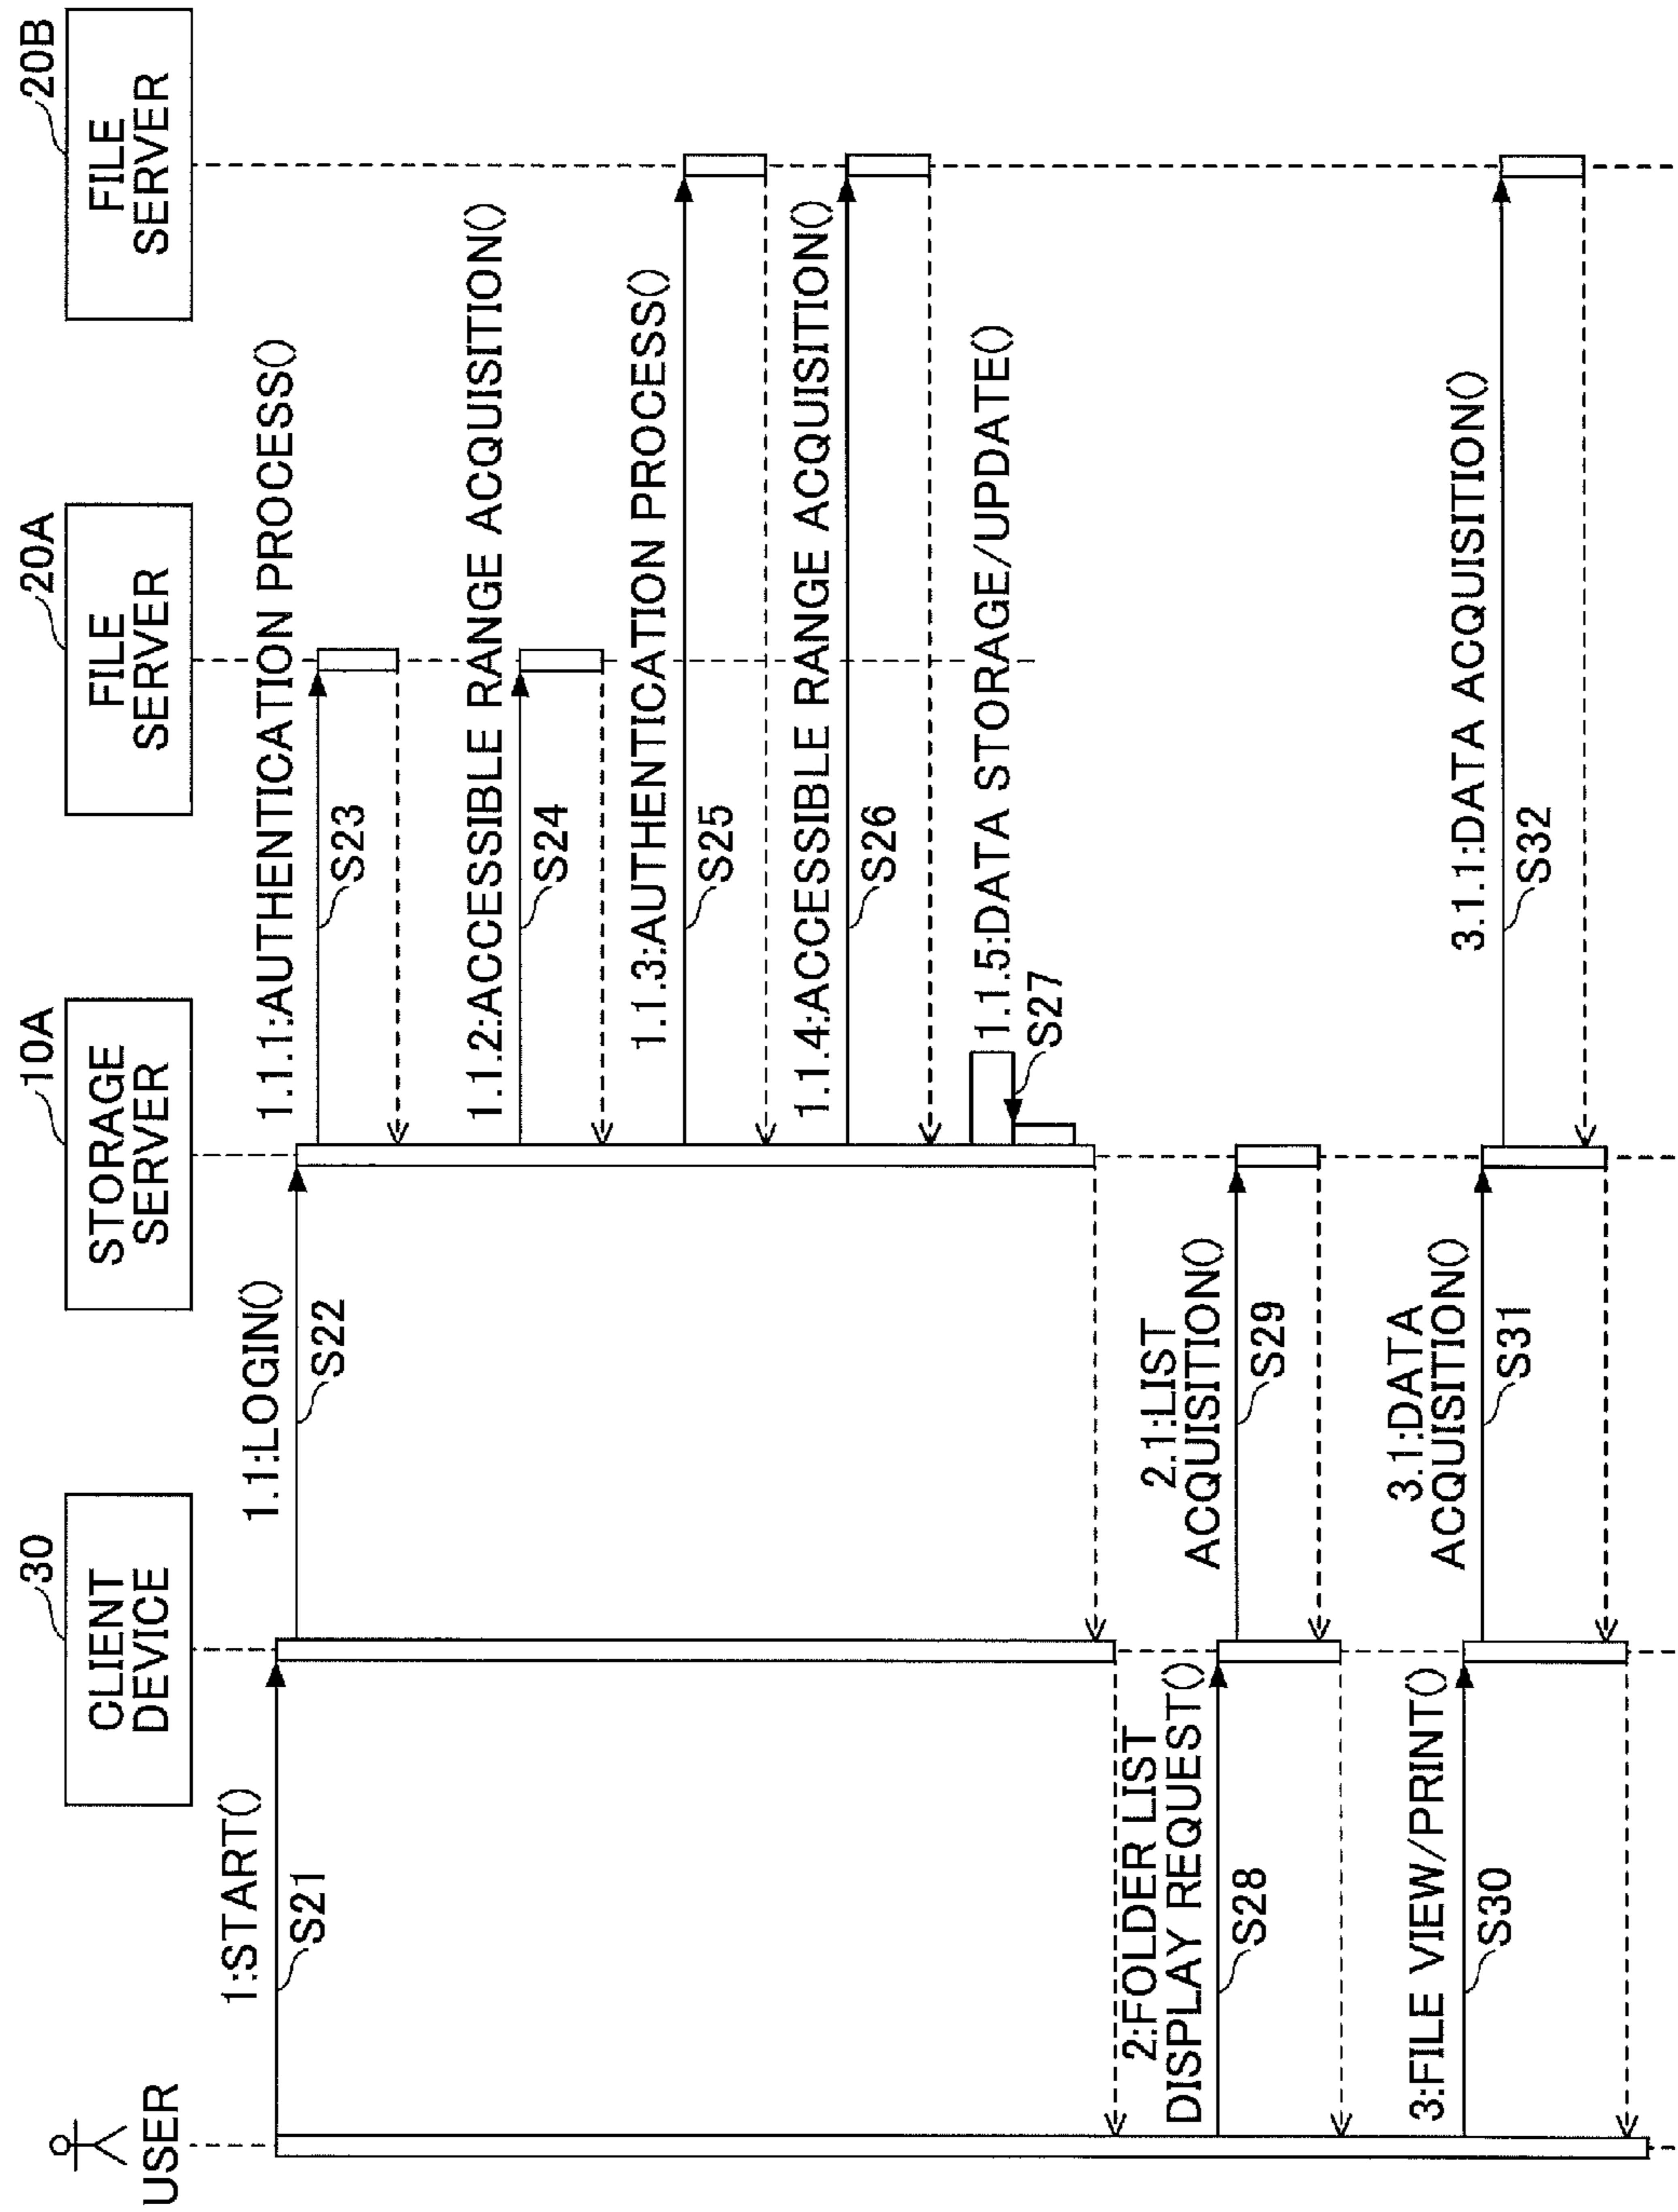 USER
30
CLIENT
DEVICE
10A
STORAGE
SERVER
20A
FILE
SERVER
20B
FILE
SERVER
1:START()
S21
1.1:LOGIN()
S22
1.1.1:AUTHENTICATION PROCESS()
S23
1.1.2:ACCESSIBLE RANGE ACQUISITION()
S24
1.1.3:AUTHENTICATION PROCESS()
S25
1.1.4:ACCESSIBLE RANGE ACQUISITION()
S26
1.1.5:DATA STORAGE/UPDATE()
S27
2:FOLDER LIST
DISPLAY REQUEST()
S28
2.1:LIST
ACQUISITION()
S29
3:FILE VIEW/PRINT()
S30
3.1:DATA
ACQUISITION()
S31
3.1.1:DATA ACQUISITION()
S32